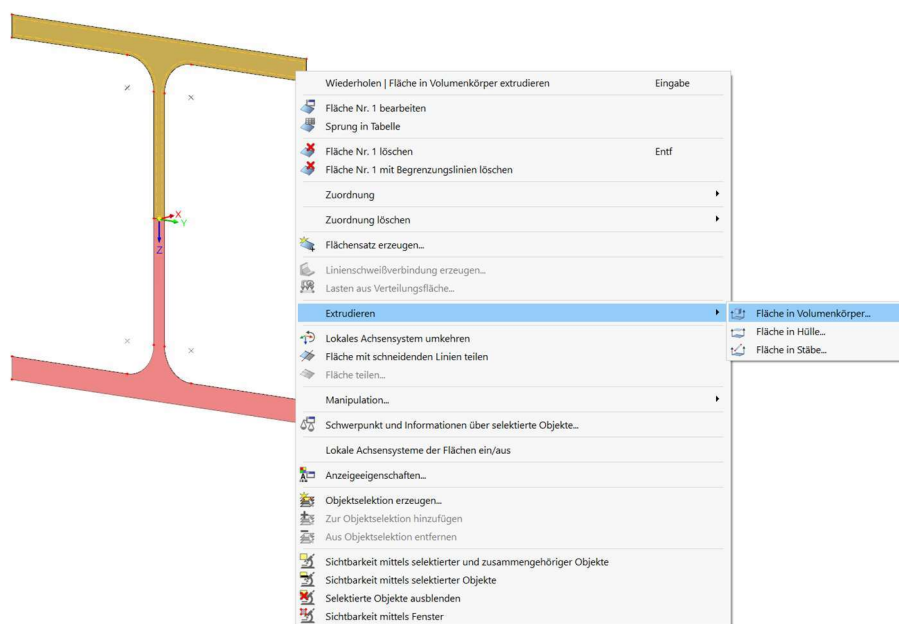 Wiederholen | Fläche in Volumenkörper extrudieren Eingabe
Fläche Nr. 1 bearbeiten
Sprung in Tabelle
Fläche Nr. 1 löschen Entf
Fläche Nr. 1 mit Begrenzungslinien löschen
Zuordnung
Zuordnung löschen
X
Y
Z
Flächensatz erzeugen...
Linienschweißverbindung erzeugen...
Lasten aus Verteilungsfläche...
Extrudieren
Fläche in Volumenkörper...
Fläche in Hülle...
Fläche in Stäbe...
Lokales Achsensystem umkehren
Fläche mit schneidenden Linien teilen
Fläche teilen...
Manipulation...
Schwerpunkt und Informationen über selektierte Objekte...
Lokale Achsensysteme der Flächen ein/aus
Anzeigeeigenschaften...
Objektselektion erzeugen...
Zur Objektselektion hinzufügen
Aus Objektselektion entfernen
Sichtbarkeit mittels selektierter und zusammengehöriger Objekte
Sichtbarkeit mittels selektierter Objekte
Selektierte Objekte ausblenden
Sichtbarkeit mittels Fenster